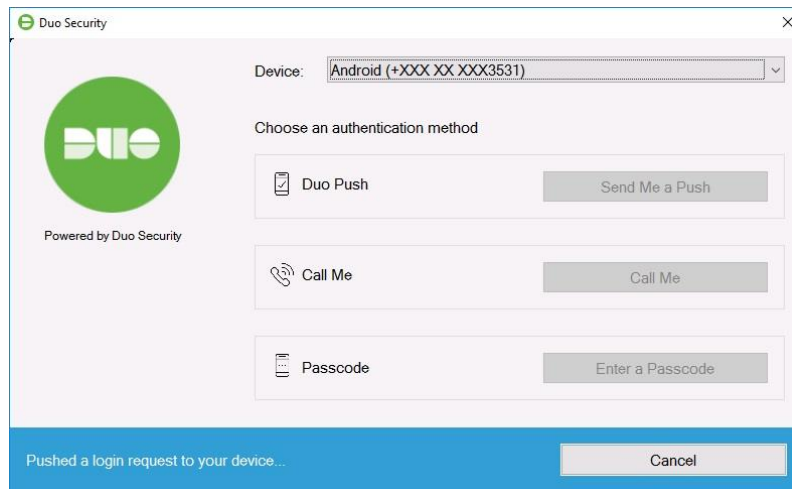 Duo Security
Device: Android (+XXX XX XXX3531)
DUO
Choose an authentication method
Duo Push Send Me a Push
Powered by Duo Security
Call Me Call Me
Passcode Enter a Passcode
Pushed a login request to your device... Cancel